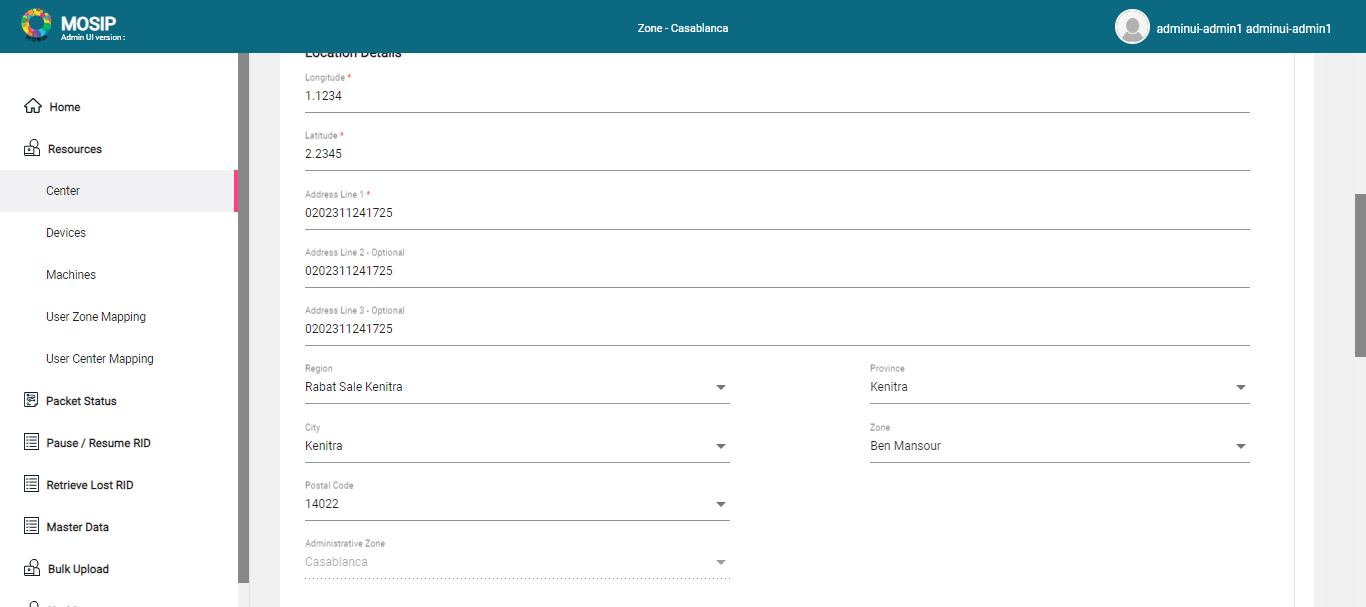 MOSIP
Admin UI version :
Zone - Casablanca
adminui-admin1 adminui-admin1
Home
Resources
Center
Devices
Machines
User Zone Mapping
User Center Mapping
Packet Status
Pause / Resume RID
Retrieve Lost RID
Master Data
Bulk Upload
Location Details
Longitude *
1.1234
Latitude *
2.2345
Address Line 1 *
0202311241725
Address Line 2 - Optional
0202311241725
Address Line 3 - Optional
0202311241725
Region
Rabat Sale Kenitra
Province
Kenitra
City
Kenitra
Zone
Ben Mansour
Postal Code
14022
Administrative Zone
Casablanca